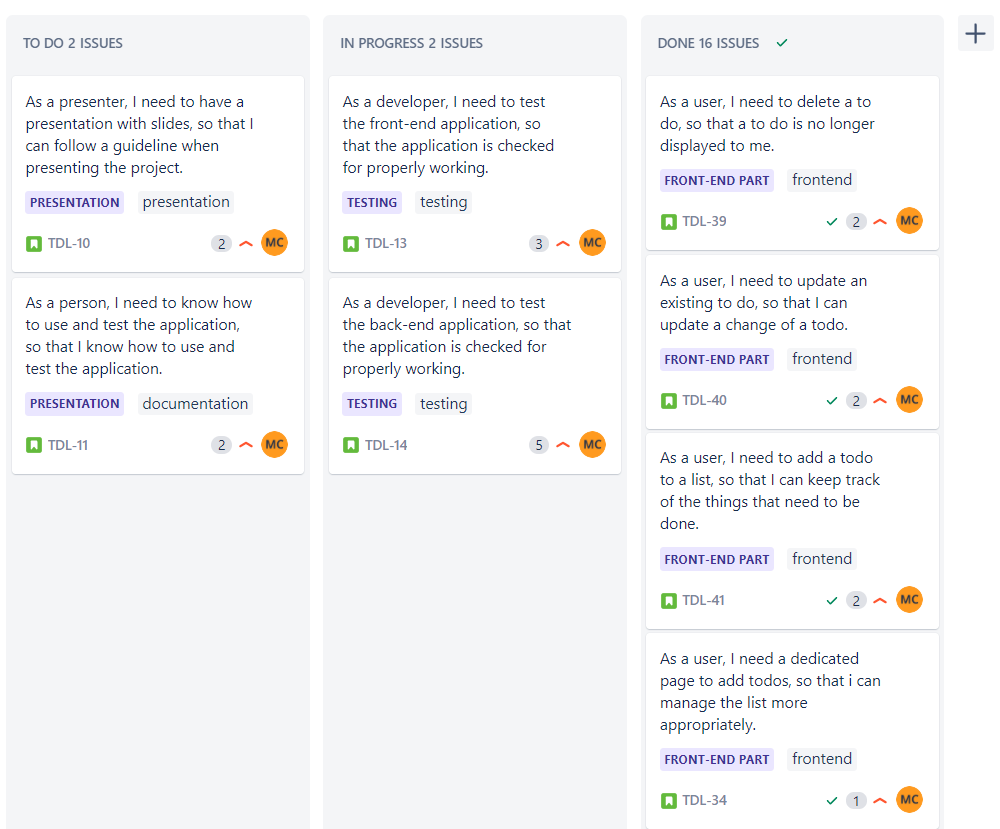 TO DO 2 ISSUES
As a presenter, I need to have a
presentation with slides, so that I
can follow a guideline when
presenting the project.
PRESENTATION presentation
TDL-10 2 MC
As a person, I need to know how
to use and test the application,
so that I know how to use and
test the application.
PRESENTATION documentation
TDL-11 2 MC
IN PROGRESS 2 ISSUES
As a developer, I need to test
the front-end application, so
that the application is checked
for properly working.
TESTING testing
TDL-13 3 MC
As a developer, I need to test
the back-end application, so that
the application is checked for
properly working.
TESTING testing
TDL-14 5 MC
DONE 16 ISSUES
As a user, I need to delete a to
do, so that a to do is no longer
displayed to me.
FRONT-END PART frontend
TDL-39 2 MC
As a user, I need to update an
existing to do, so that I can
update a change of a todo.
FRONT-END PART frontend
TDL-40 2 MC
As a user, I need to add a todo
to a list, so that I can keep track
of the things that need to be
done.
FRONT-END PART frontend
TDL-41 2 MC
As a user, I need a dedicated
page to add todos, so that i can
manage the list more
appropriately.
FRONT-END PART frontend
TDL-34 1 MC